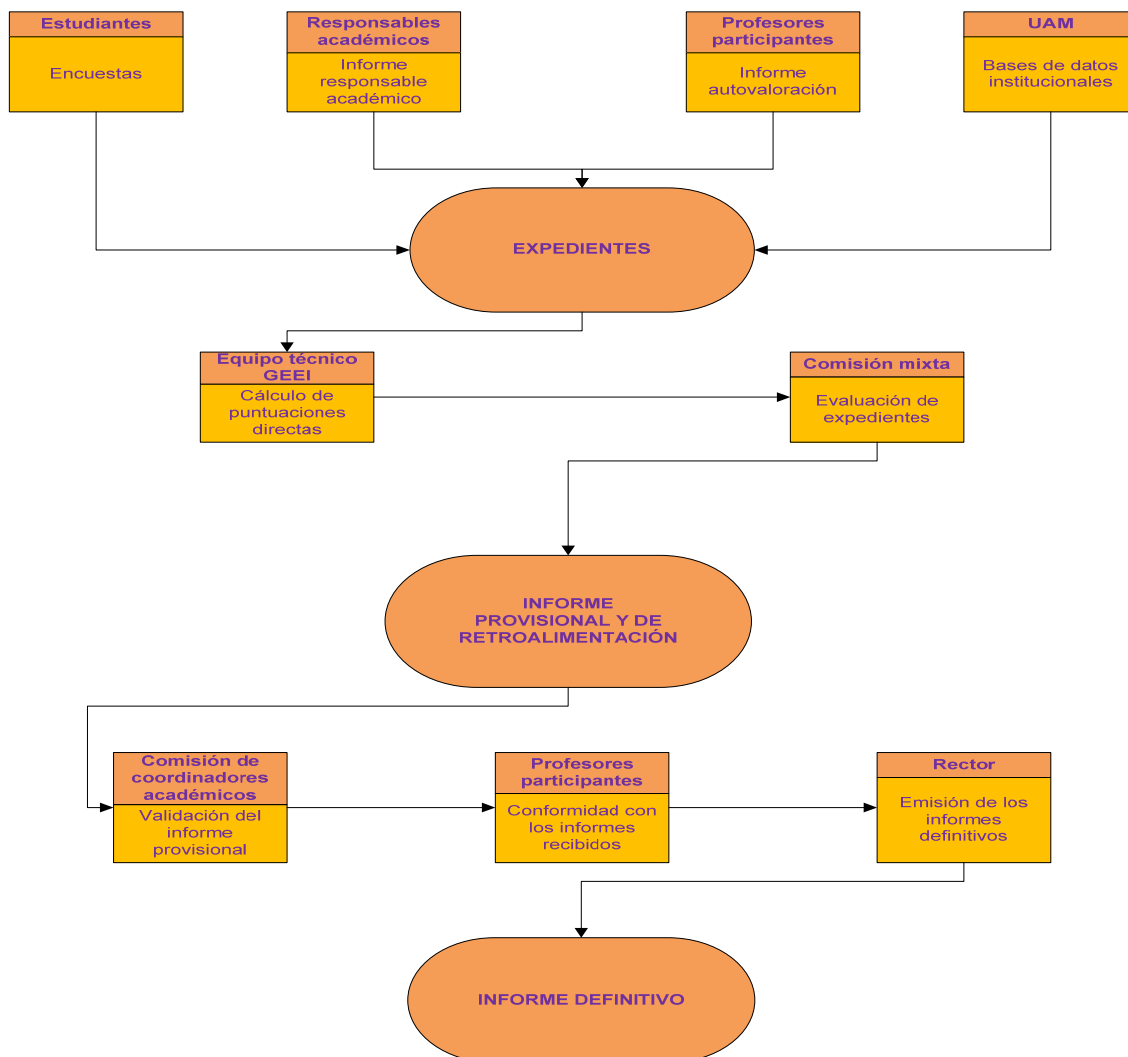 Estudiantes
Encuestas
Responsables
académicos
Informe
responsable
académico
Profesores
participantes
Informe
autovaloración
UAM
Bases de datos
institucionales
EXPEDIENTES
Equipo técnico
GEEI
Cálculo de
puntuaciones
directas
Comisión mixta
Evaluación de
expedientes
INFORME
PROVISIONAL Y DE
RETROALIMENTACIÓN
Comisión de
coordinadores
académicos
Validación del
informe
provisional
Profesores
participantes
Conformidad con
los informes
recibidos
Rector
Emisión de los
informes
definitivos
INFORME DEFINITIVO